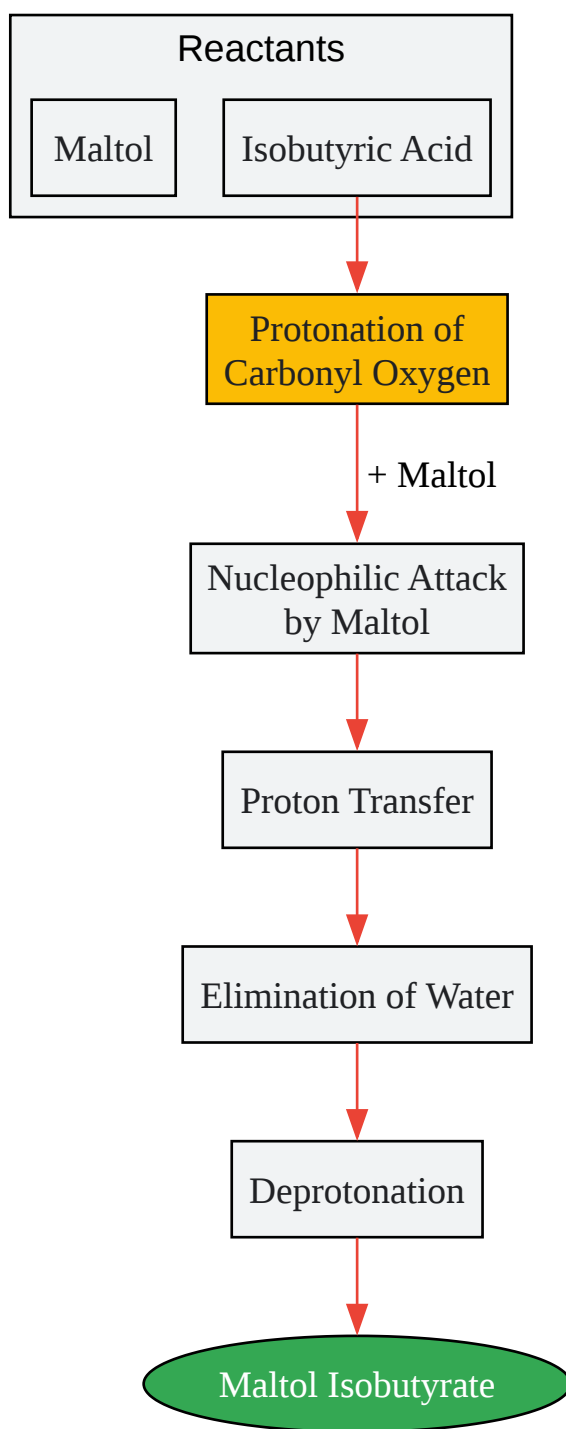 Reactants
Maltol
Isobutyric Acid
Protonation of
Carbonyl Oxygen
+ Maltol
Nucleophilic Attack
by Maltol
Proton Transfer
Elimination of Water
Deprotonation
Maltol Isobutyrate